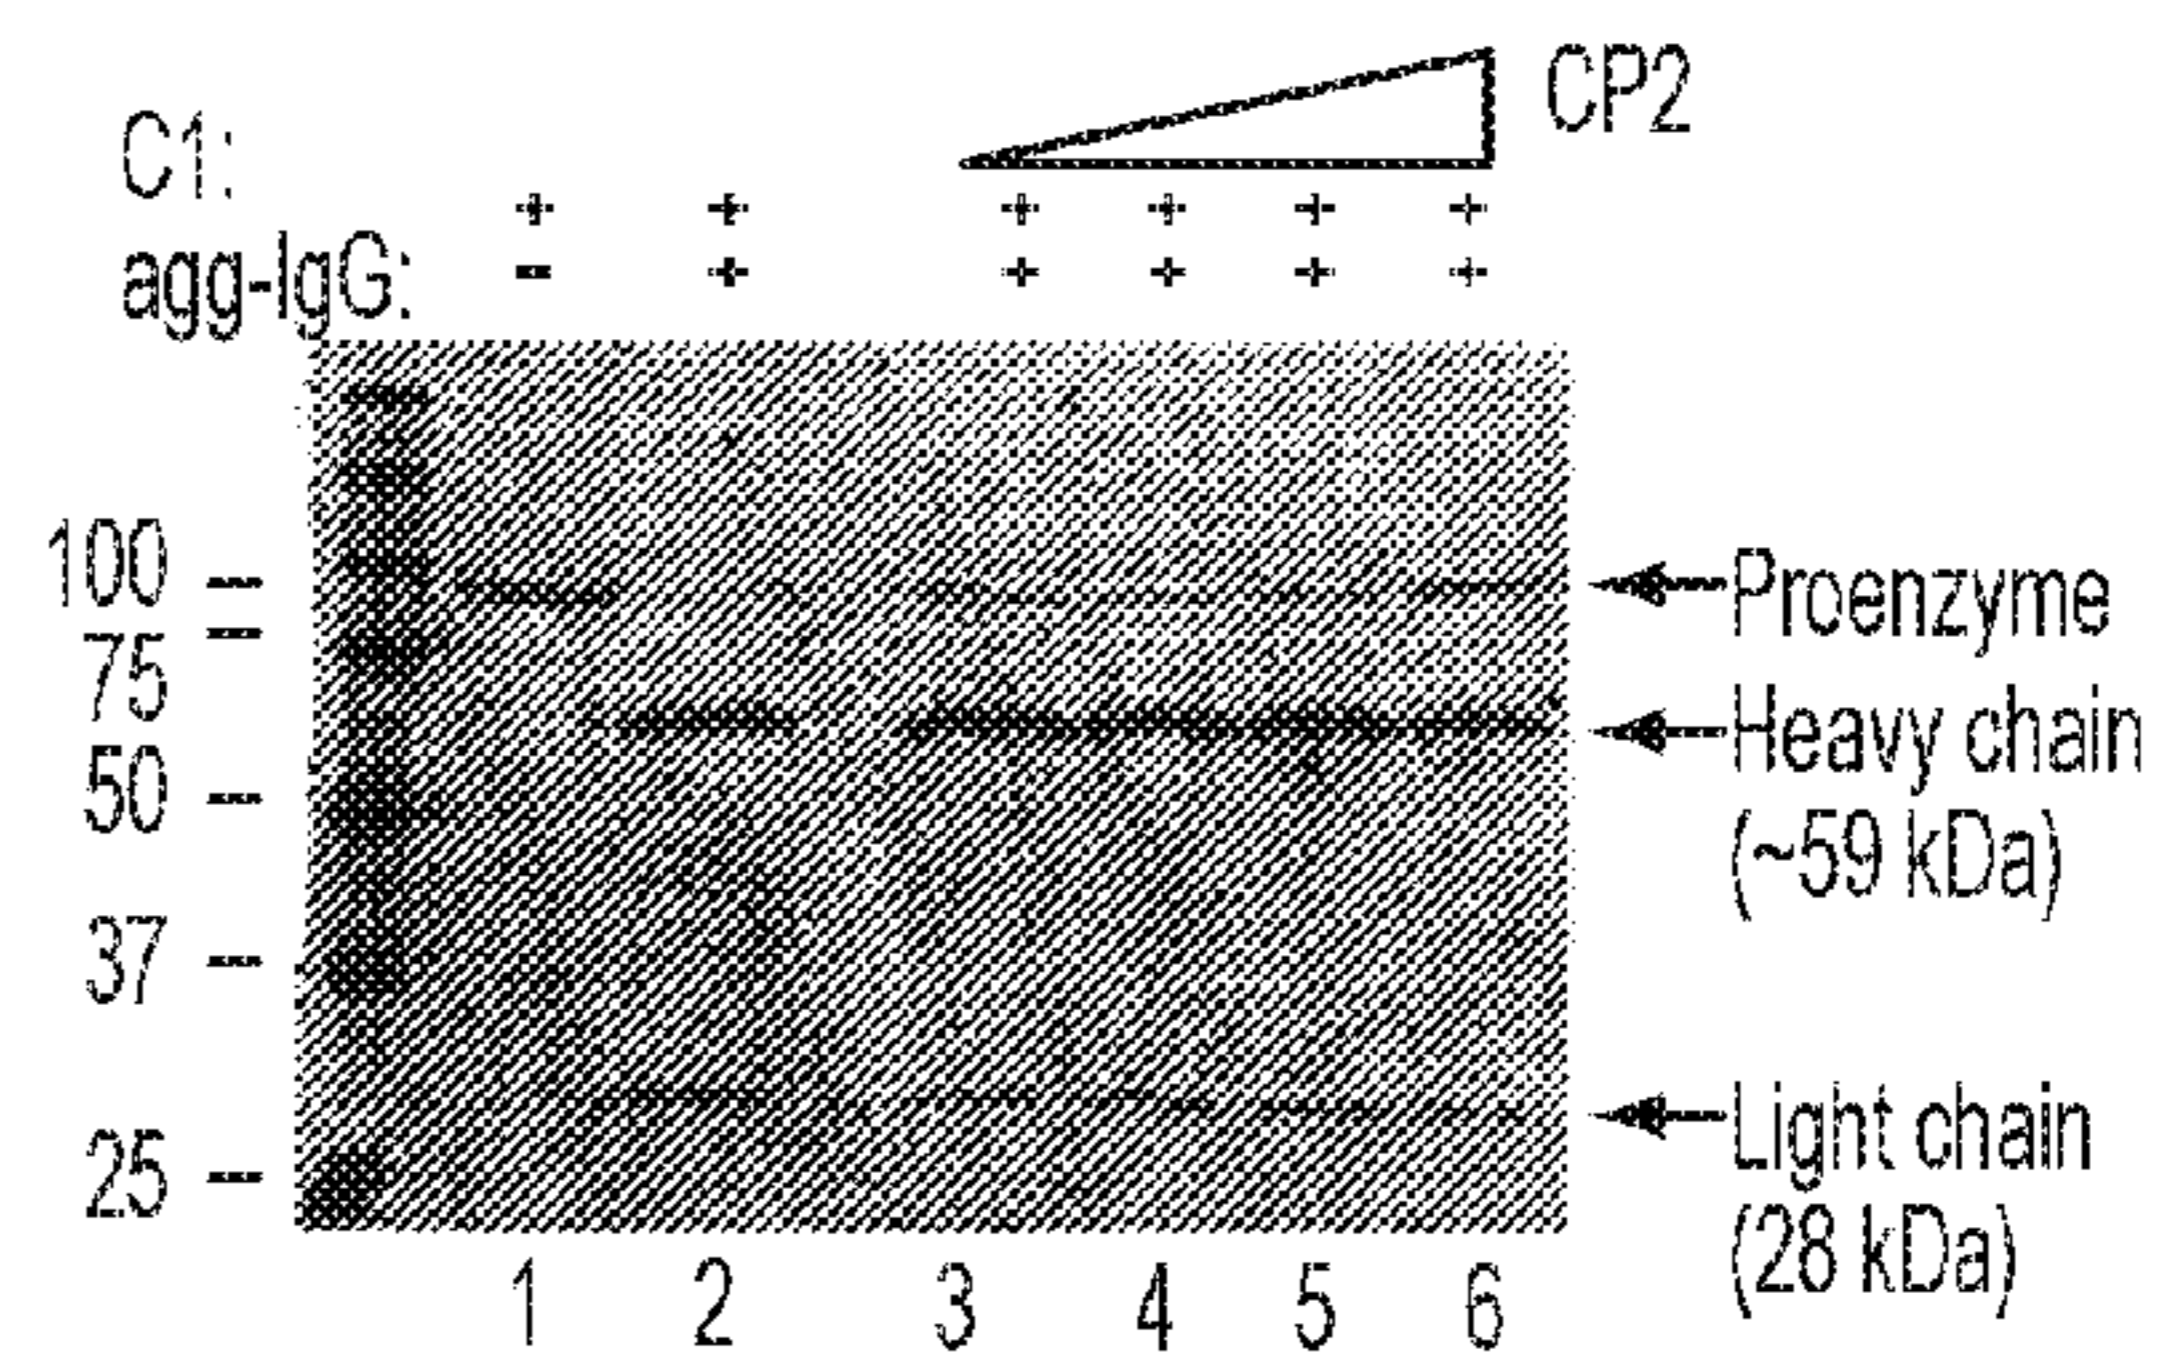 CP2
C1: + + + + + +
agg-IgG: - + + + + +
100
75
50
37
25
Proenzyme
Heavy chain
(~59 kDa)
Light chain
(28 kDa)
1 2 3 4 5 6